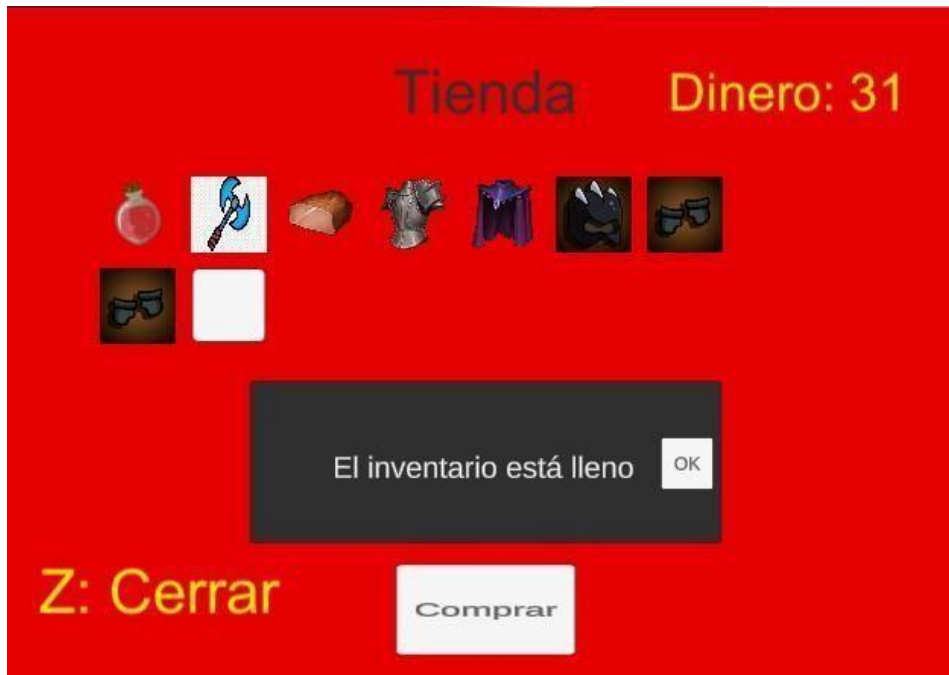 Tienda
Dinero: 31
El inventario está lleno
OK
Z: Cerrar
Comprar